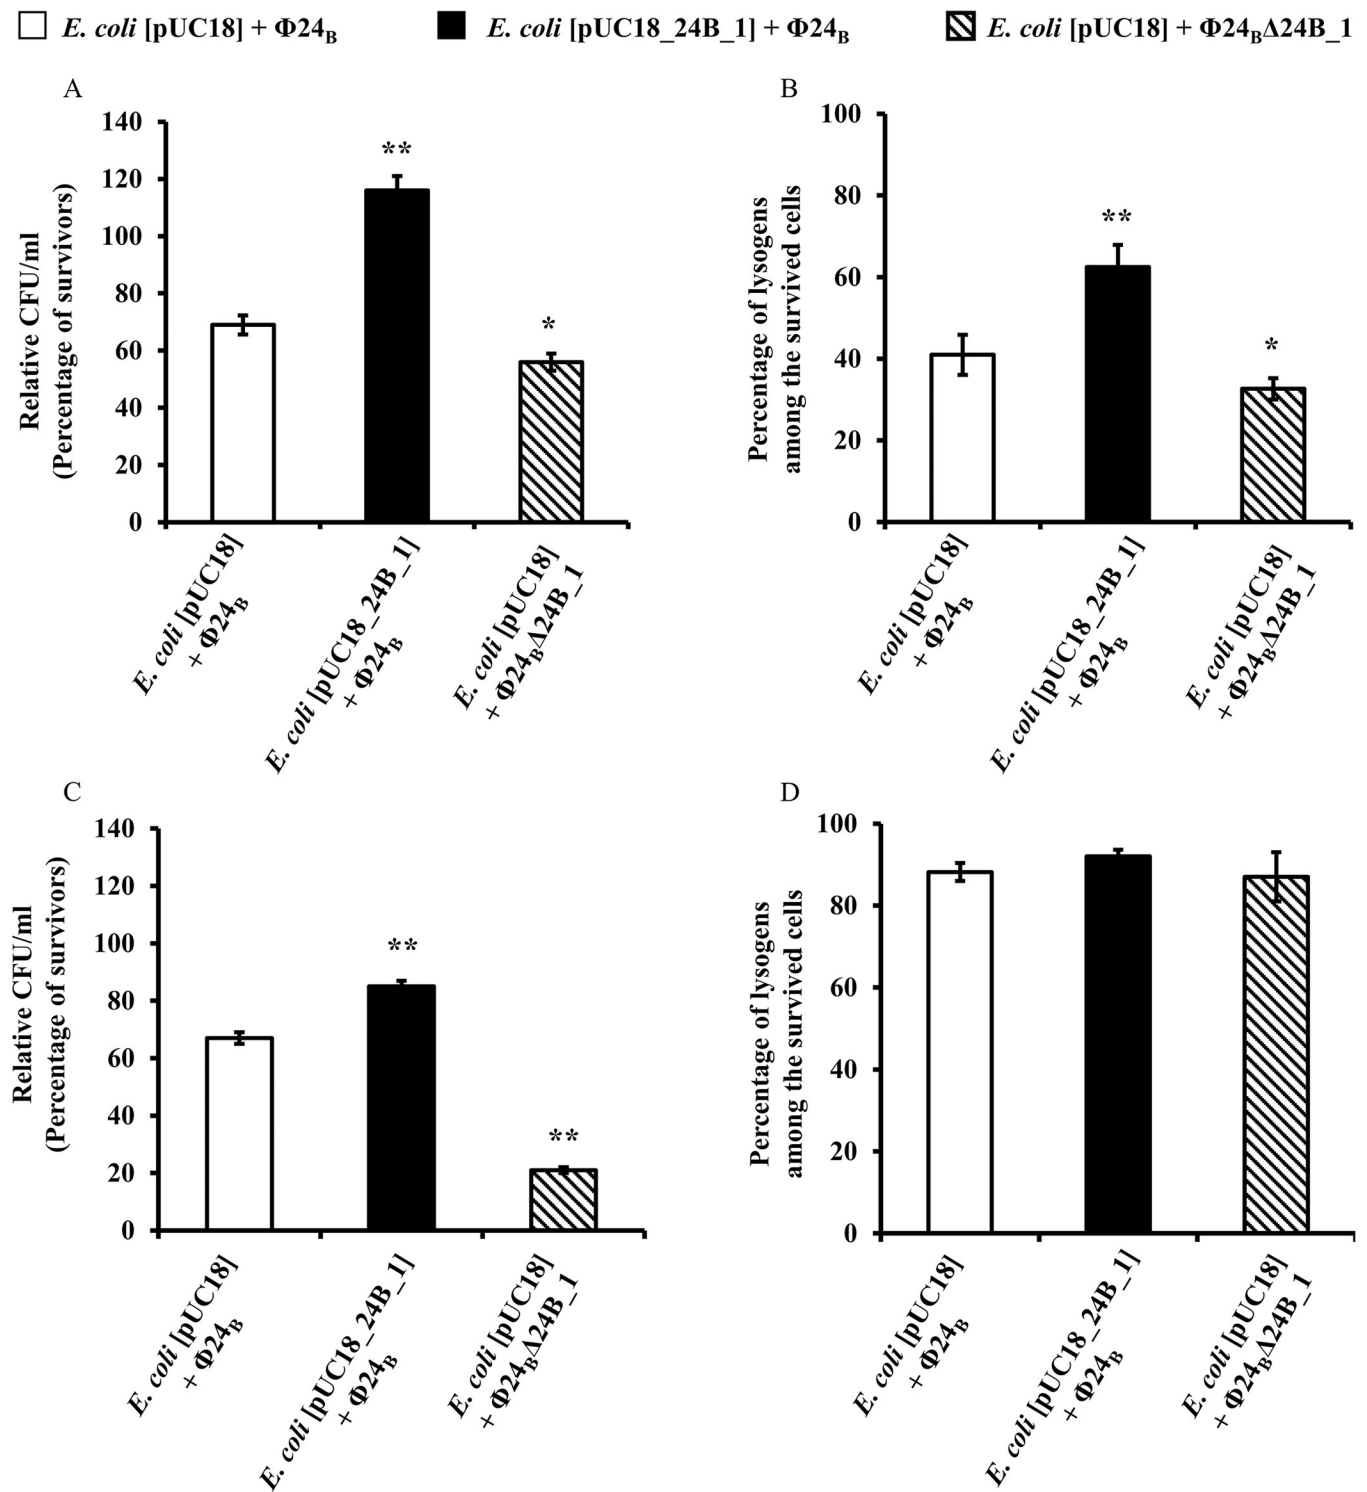 E. coli [pUC18] + Φ24B
E. coli [pUC18_24B_1] + Φ24B
E. coli [pUC18] + Φ24BΔ24B_1
A
Relative CFU/ml
(Percentage of survivors)
140
120
100
80
60
40
20
0
**
*
E. coli [pUC18]
+ Φ24B
E. coli [pUC18_24B_1]
+ Φ24B
E. coli [pUC18]
+ Φ24BΔ24B_1
B
Percentage of lysogens
among the survived cells
100
80
60
40
20
0
**
*
E. coli [pUC18]
+ Φ24B
E. coli [pUC18_24B_1]
+ Φ24B
E. coli [pUC18]
+ Φ24BΔ24B_1
C
Relative CFU/ml
(Percentage of survivors)
140
120
100
80
60
40
20
0
**
**
E. coli [pUC18]
+ Φ24B
E. coli [pUC18_24B_1]
+ Φ24B
E. coli [pUC18]
+ Φ24BΔ24B_1
D
Percentage of lysogens
among the survived cells
100
80
60
40
20
0
E. coli [pUC18]
+ Φ24B
E. coli [pUC18_24B_1]
+ Φ24B
E. coli [pUC18]
+ Φ24BΔ24B_1